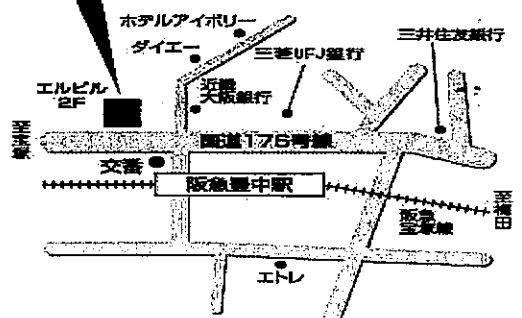 ホテルアイボリー
ダイエー
三菱UFJ銀行
三井住友銀行
エルビル
2F
近畿
大阪銀行
至宝塚
国道176号線
交番
阪急豊中駅
至梅田
阪急
宝塚線
エトレ